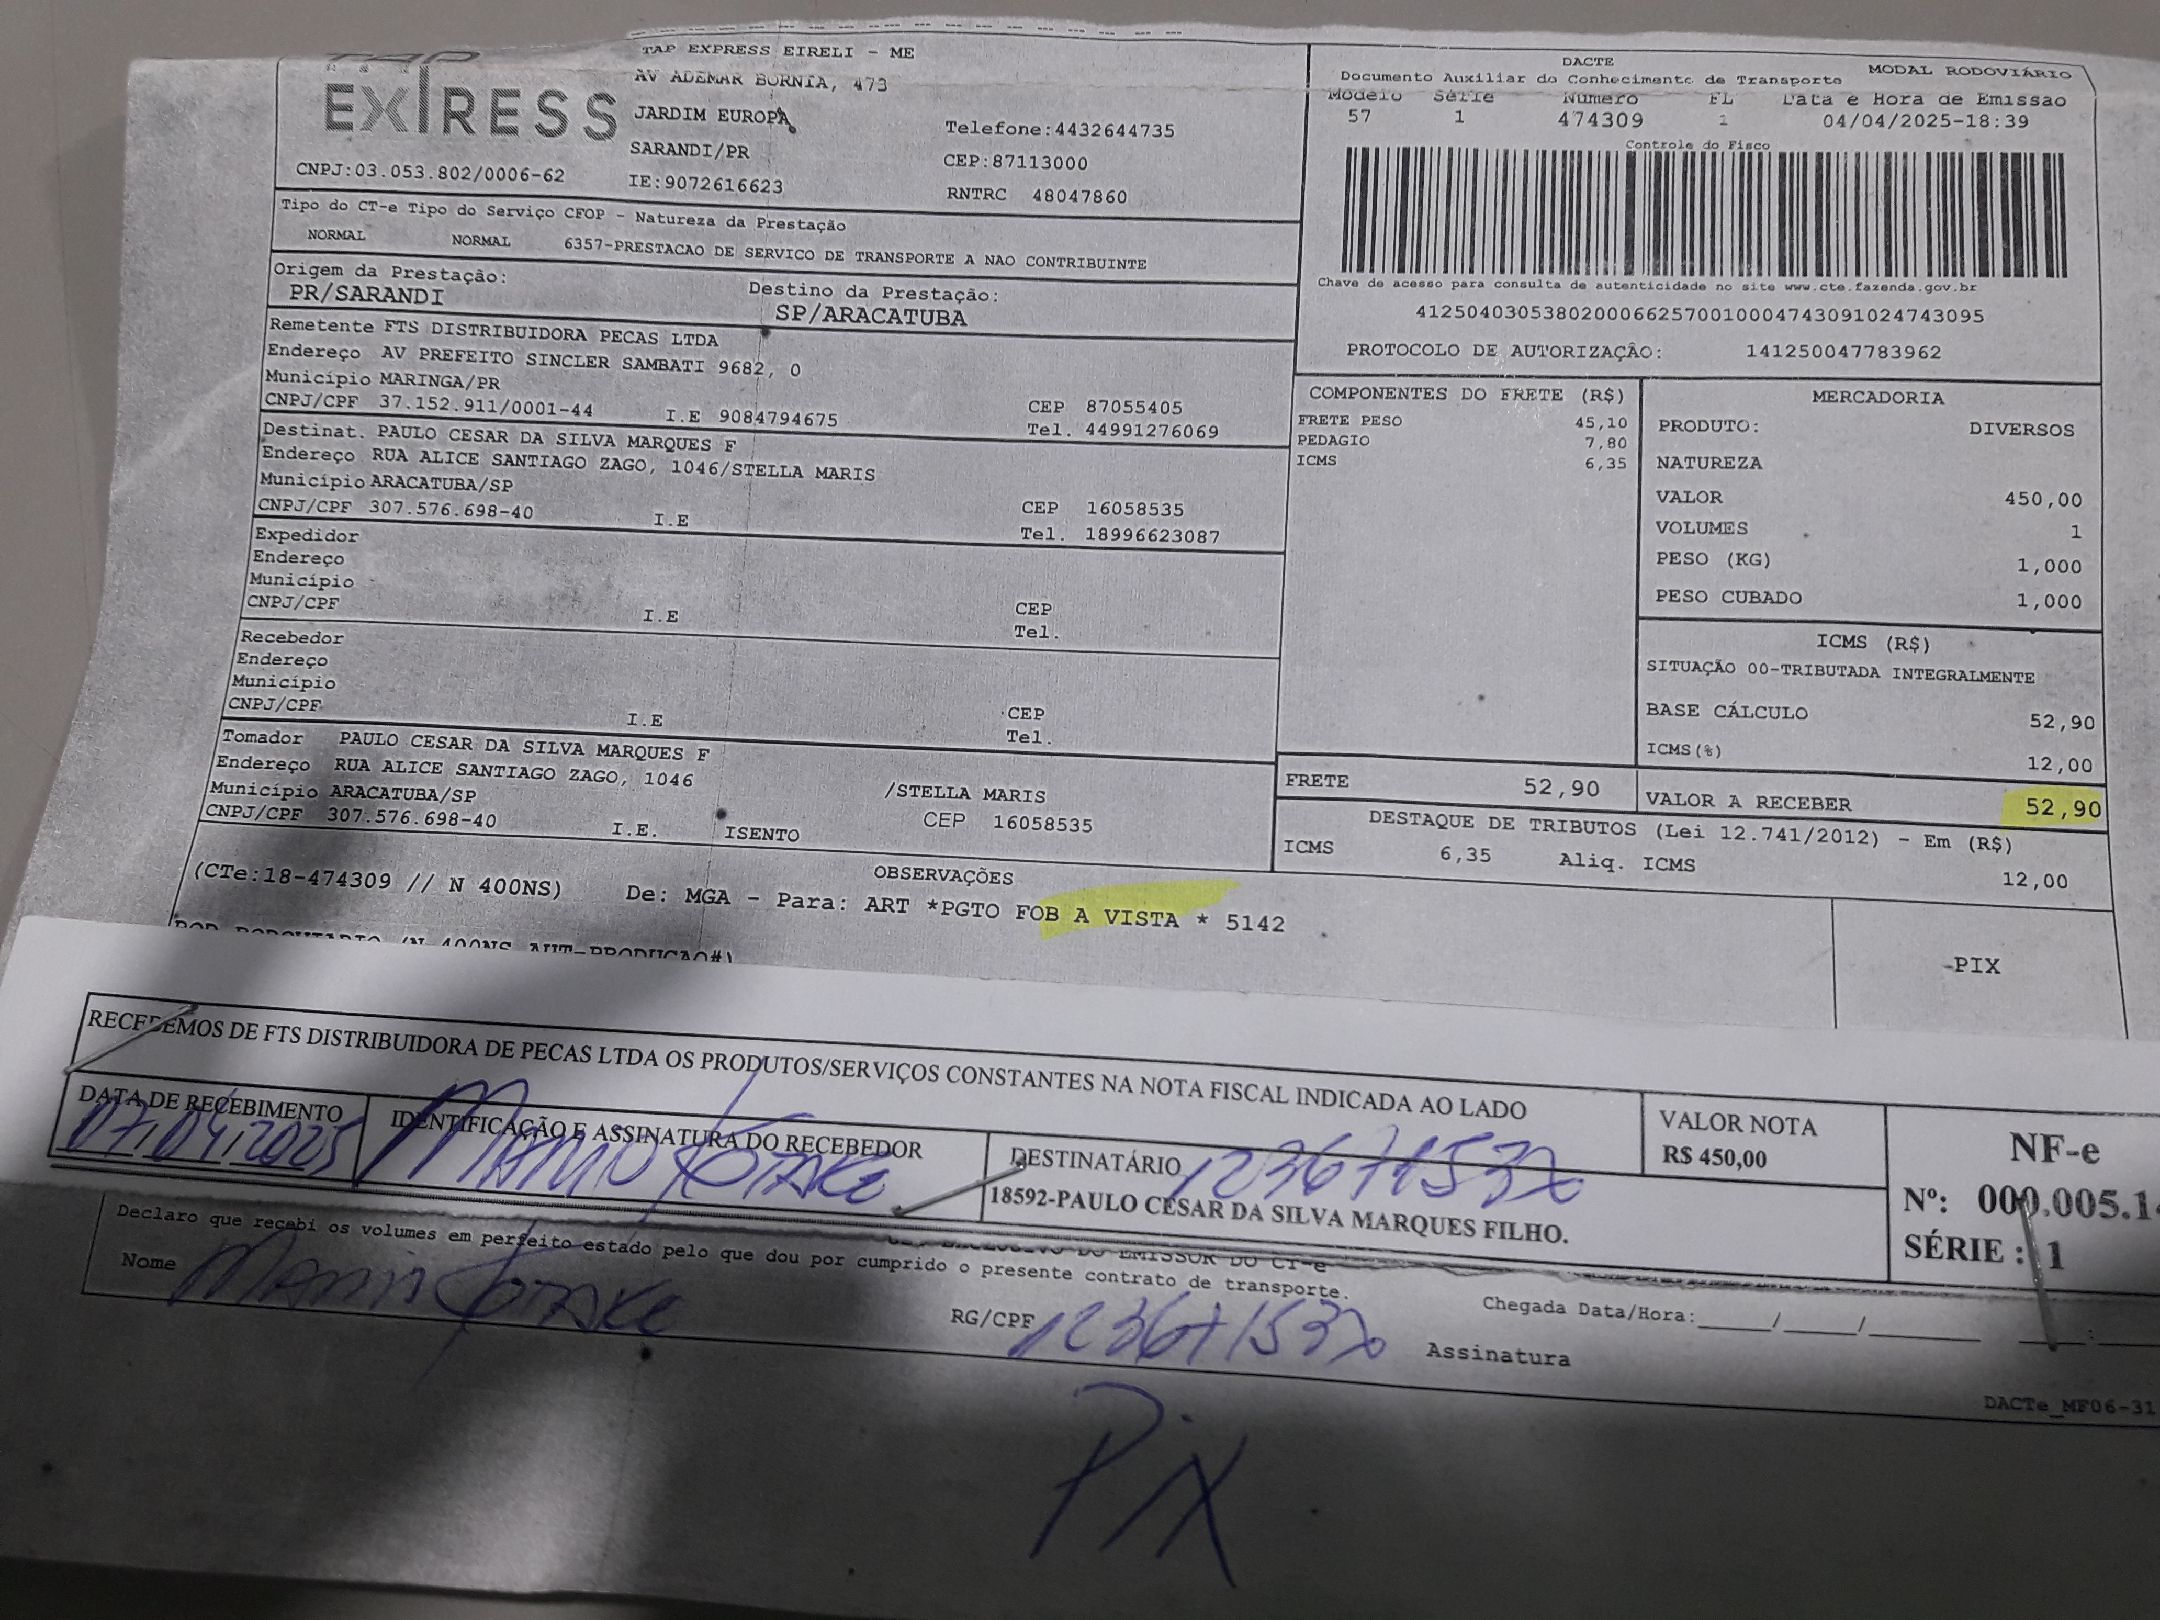 TAP
EXPRESS
TAP EXPRESS EIRELI - ME
AV ADEMAR BORNIA, 473
JARDIM EUROPA
SARANDI/PR
IE:9072616623
CNPJ:03.053.802/0006-62
Telefone:4432644735
CEP:87113000
RNTRC 48047860
DACTE
Documento Auxiliar do Conhecimento de Transporte
MODAL RODOVIÁRIO
Modelo Série Número FL Data e Hora de Emissao
57 1 474309 1 04/04/2025-18:39
Controle do Fisco
Chave de acesso para consulta de autenticidade no site www.cte.fazenda.gov.br
41250403053802000662570010004743091024743095
PROTOCOLO DE AUTORIZAÇÃO: 141250047783962
Tipo do CT-e Tipo do Serviço CFOP - Natureza da Prestação
NORMAL NORMAL 6357-PRESTACAO DE SERVICO DE TRANSPORTE A NAO CONTRIBUINTE
Origem da Prestação:
PR/SARANDI
Destino da Prestação:
SP/ARACATUBA
Remetente FTS DISTRIBUIDORA PECAS LTDA
Endereço AV PREFEITO SINCLER SAMBATI 9682, 0
Município MARINGA/PR
CEP 87055405
CNPJ/CPF 37.152.911/0001-44 I.E 9084794675 Tel. 44991276069
Destinat. PAULO CESAR DA SILVA MARQUES F
Endereço RUA ALICE SANTIAGO ZAGO, 1046/STELLA MARIS
Município ARACATUBA/SP
CEP 16058535
CNPJ/CPF 307.576.698-40 I.E Tel. 18996623087
Expedidor
Endereço
Município
CEP
CNPJ/CPF I.E Tel.
Recebedor
Endereço
Município
CEP
CNPJ/CPF I.E Tel.
Tomador PAULO CESAR DA SILVA MARQUES F
Endereço RUA ALICE SANTIAGO ZAGO, 1046 /STELLA MARIS
Município ARACATUBA/SP
CEP 16058535
CNPJ/CPF 307.576.698-40 I.E. ISENTO
COMPONENTES DO FRETE (R$)
FRETE PESO 45,10
PEDAGIO 7,80
ICMS 6,35
MERCADORIA
PRODUTO: DIVERSOS
NATUREZA
VALOR 450,00
VOLUMES 1
PESO (KG) 1,000
PESO CUBADO 1,000
ICMS (R$)
SITUAÇÃO 00-TRIBUTADA INTEGRALMENTE
BASE CÁLCULO 52,90
ICMS(%) 12,00
FRETE 52,90
VALOR A RECEBER 52,90
DESTAQUE DE TRIBUTOS (Lei 12.741/2012) - Em (R$)
ICMS 6,35 Aliq. ICMS 12,00
OBSERVAÇÕES
(CTe:18-474309 // N 400NS) De: MGA - Para: ART *PGTO FOB A VISTA * 5142
-PIX
RECEBEMOS DE FTS DISTRIBUIDORA DE PECAS LTDA OS PRODUTOS/SERVIÇOS CONSTANTES NA NOTA FISCAL INDICADA AO LADO
DATA DE RECEBIMENTO
07/04/2025
IDENTIFICAÇÃO E ASSINATURA DO RECEBEDOR
DESTINATÁRIO
18592-PAULO CESAR DA SILVA MARQUES FILHO.
VALOR NOTA
R$ 450,00
NF-e
Nº: 000.005.14
SÉRIE : 1
DO EMISSOR DO CT-e
Declaro que recebi os volumes em perfeito estado pelo que dou por cumprido o presente contrato de transporte.
Nome
RG/CPF
Chegada Data/Hora:____/____/______ ____:
Assinatura
DACTe_MF06-31
Pix